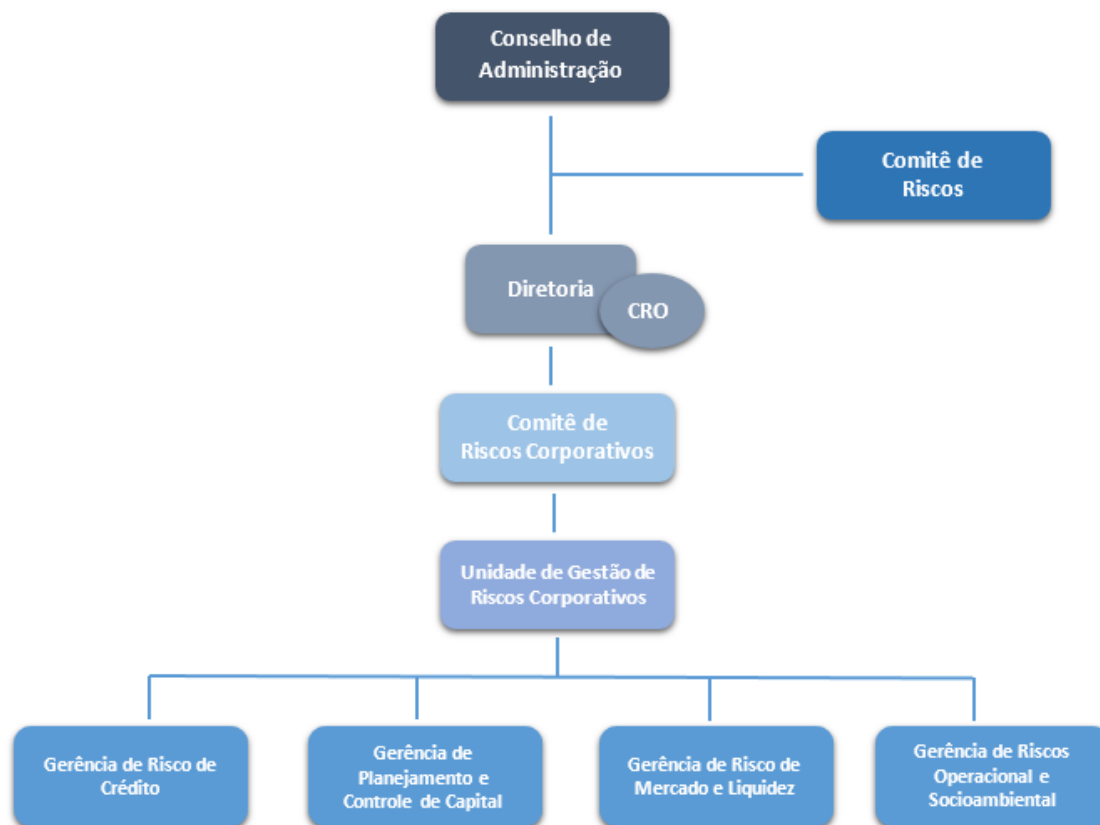 Conselho de
Administração
Comitê de
Riscos
Diretoria
CRO
Comitê de
Riscos Corporativos
Unidade de Gestão de
Riscos Corporativos
Gerência de Risco de
Crédito
Gerência de
Planejamento e
Controle de Capital
Gerência de Risco de
Mercado e Liquidez
Gerência de Riscos
Operacional e
Socioambiental